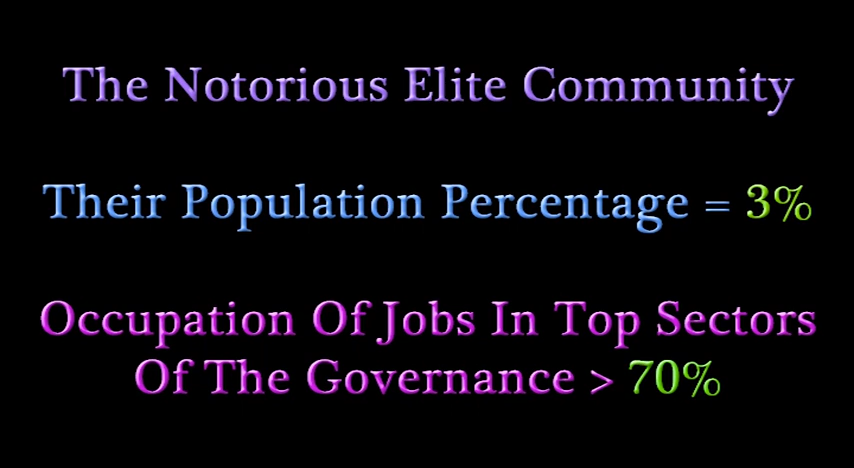 The Notorious Elite Community
Their Population Percentage = 3%
Occupation Of Jobs In Top Sectors
Of The Governance > 70%